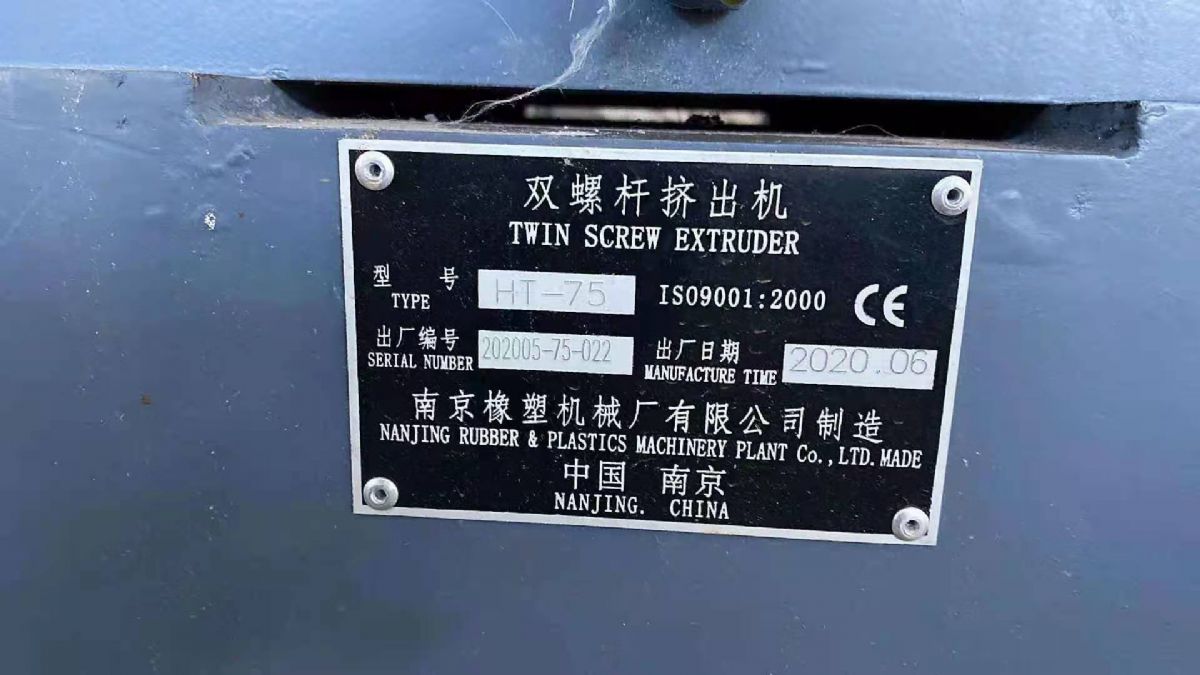 双螺杆挤出机
TWIN SCREW EXTRUDER
型 号 HT-75 ISO9001:2000 CE
TYPE
出厂编号 202005-75-022 出厂日期 2020.06
SERIAL NUMBER MANUFACTURE TIME
南京橡塑机械厂有限公司制造
NANJING RUBBER & PLASTICS MACHINERY PLANT Co.,LTD.MADE
中国 南京
NANJING. CHINA